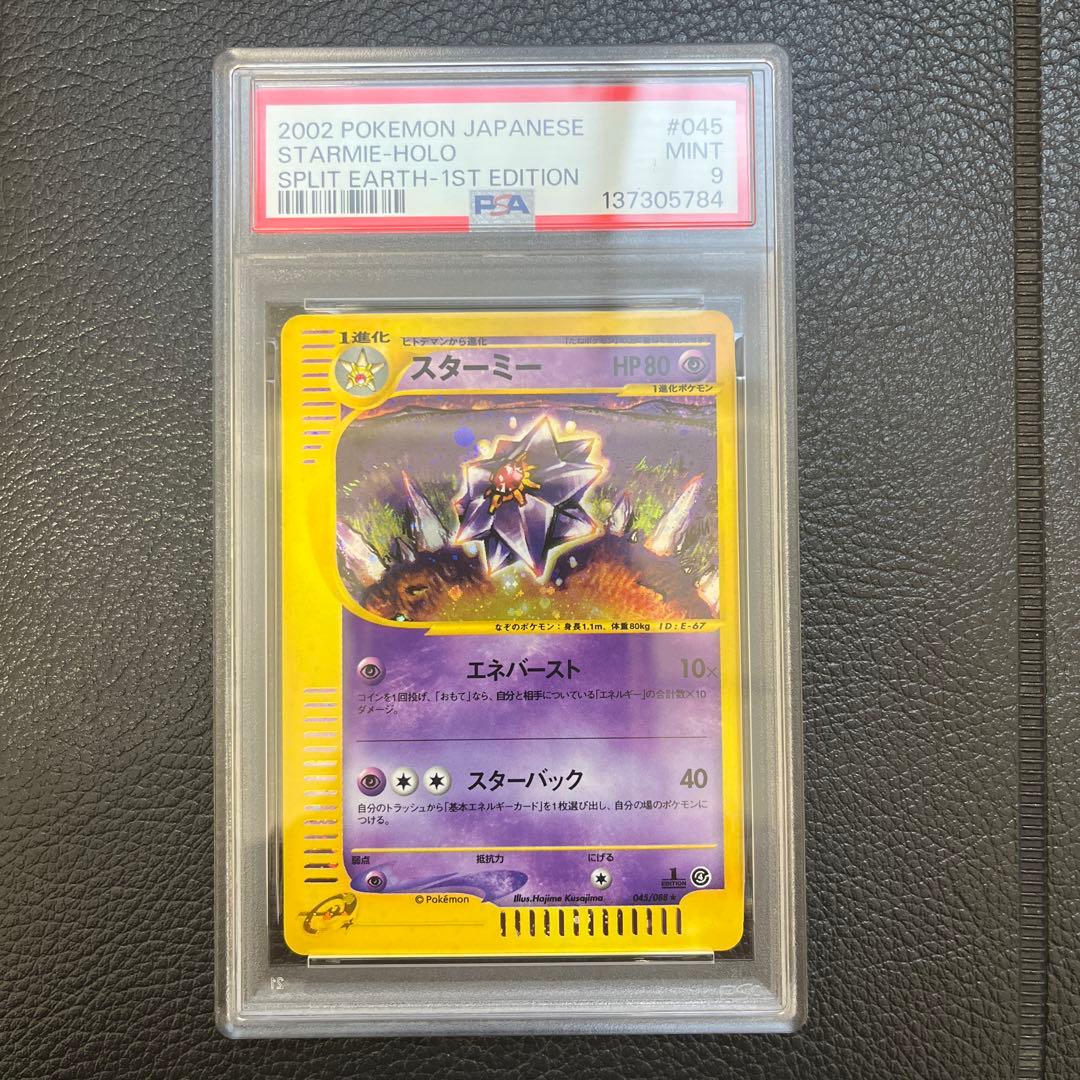 2002 POKEMON JAPANESE #045
STARMIE-HOLO MINT
SPLIT EARTH-1ST EDITION 9
PSA 137305784
1進化 ヒトデマンから進化
スターミー HP80
1進化ポケモン
なぞのポケモン：身長1.1m、体重80kg ID:E-67
エネバースト 10×
コインを1回投げ、「おもて」なら、自分と相手についている「エネルギー」の合計数×10
ダメージ。
スターバック 40
自分のトラッシュから「基本エネルギーカード」を1枚選び出し、自分の場のポケモンに
つける。
弱点 抵抗力 にげる
1
EDITION
©Pokémon Illus.Hajime Kusajima 045/088★